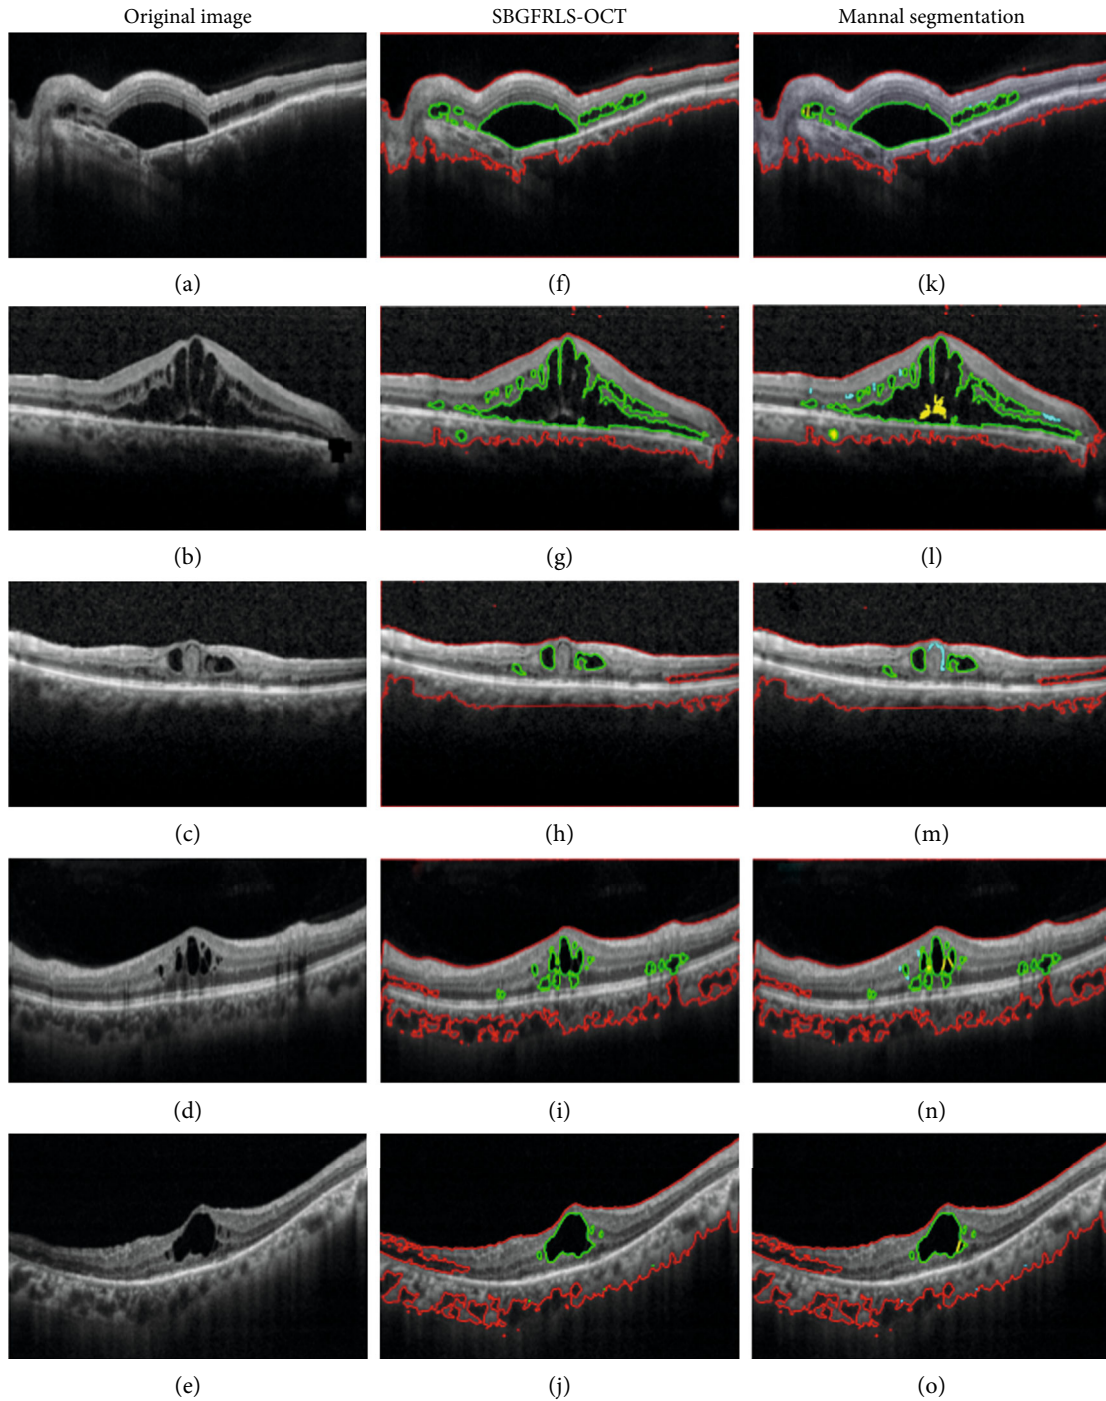 Original image
SBGFRLS-OCT
Mannal segmentation
(a)
(f)
(k)
(b)
(g)
(l)
(c)
(h)
(m)
(d)
(i)
(n)
(e)
(j)
(o)